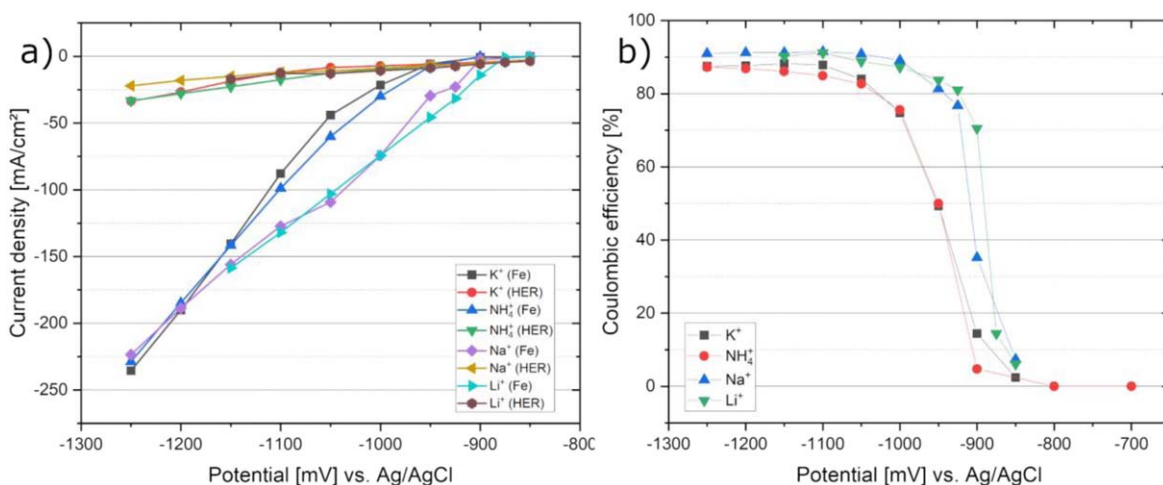 a)
0
-50
-100
-150
-200
-250
Current density [mA/cm²]
K⁺ (Fe)
K⁺ (HER)
NH₄⁺ (Fe)
NH₄⁺ (HER)
Na⁺ (Fe)
Na⁺ (HER)
Li⁺ (Fe)
Li⁺ (HER)
-1300 -1200 -1100 -1000 -900 -800
Potential [mV] vs. Ag/AgCl
b)
100
80
60
40
20
0
-10
Coulombic efficiency [%]
K⁺
NH₄⁺
Na⁺
Li⁺
-1300 -1200 -1100 -1000 -900 -800 -700
Potential [mV] vs. Ag/AgCl